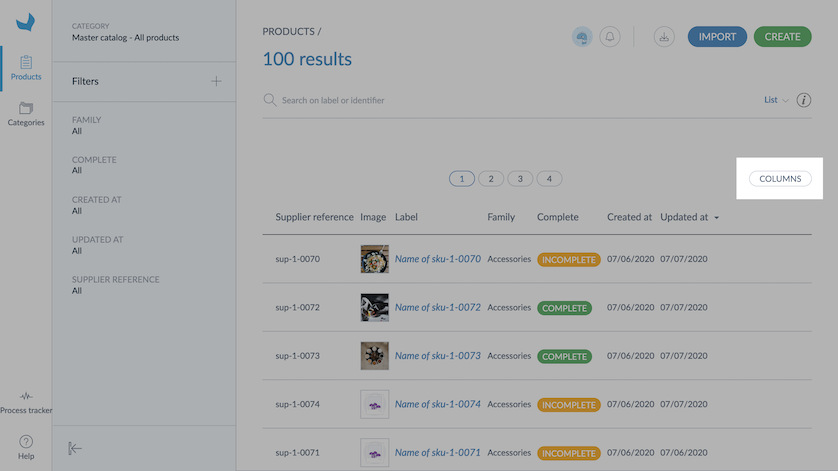 CATEGORY
Master catalog - All products
Products
Categories
Process tracker
Help
Filters
FAMILY
All
COMPLETE
All
CREATED AT
All
UPDATED AT
All
SUPPLIER REFERENCE
All
PRODUCTS /
IMPORT
CREATE
100 results
Search on label or identifier
List
i
1 2 3 4
COLUMNS
Supplier reference Image Label Family Complete Created at Updated at
sup-1-0070 Name of sku-1-0070 Accessories INCOMPLETE 07/06/2020 07/07/2020
sup-1-0072 Name of sku-1-0072 Accessories COMPLETE 07/06/2020 07/07/2020
sup-1-0073 Name of sku-1-0073 Accessories COMPLETE 07/06/2020 07/07/2020
sup-1-0074 Name of sku-1-0074 Accessories INCOMPLETE 07/06/2020 07/07/2020
sup-1-0071 Name of sku-1-0071 Accessories INCOMPLETE 07/06/2020 07/07/2020